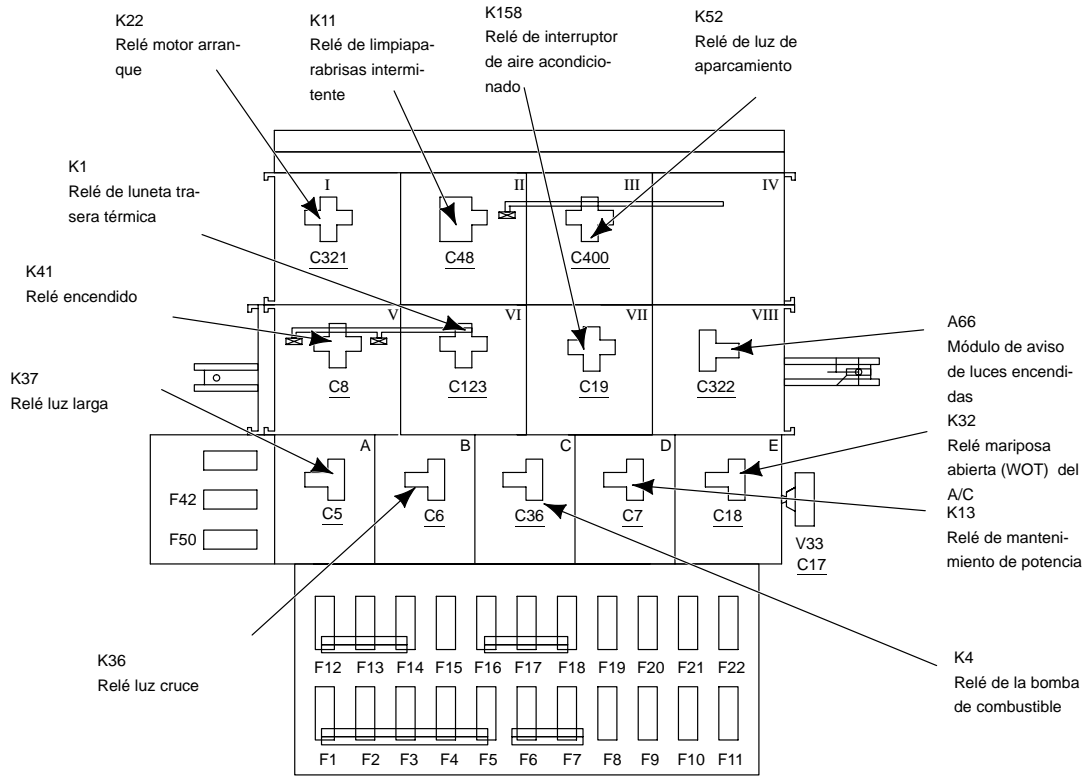 K22
Relé motor arran-
que
K11
Relé de limpiapa-
rabrisas intermi-
tente
K158
Relé de interruptor
de aire acondicio-
nado
K52
Relé de luz de
aparcamiento
K1
Relé de luneta tra-
sera térmica
K41
Relé encendido
K37
Relé luz larga
I
II
III
IV
C321
C48
C400
V
VI
VII
VIII
C8
C123
C19
C322
A66
Módulo de aviso
de luces encendi-
das
K32
Relé mariposa
abierta (WOT) del
A/C
K13
Relé de manteni-
miento de potencia
A
B
C
D
E
F42
F50
C5
C6
C36
C7
C18
V33
C17
K36
Relé luz cruce
K4
Relé de la bomba
de combustible
F12 F13 F14 F15 F16 F17 F18 F19 F20 F21 F22
F1 F2 F3 F4 F5 F6 F7 F8 F9 F10 F11